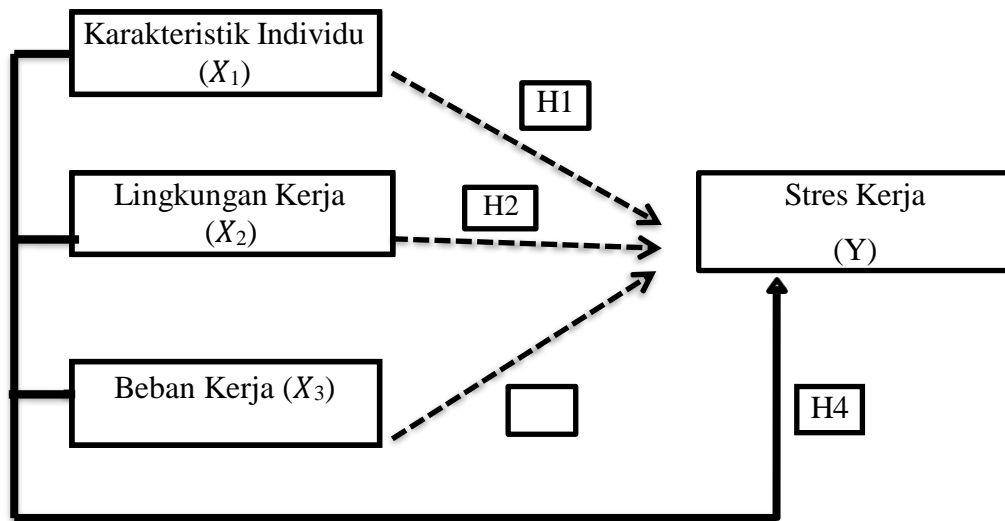 Karakteristik Individu
(X₁)
H1
Lingkungan Kerja
(X₂)
H2
Stres Kerja
(Y)
Beban Kerja (X₃)
H4